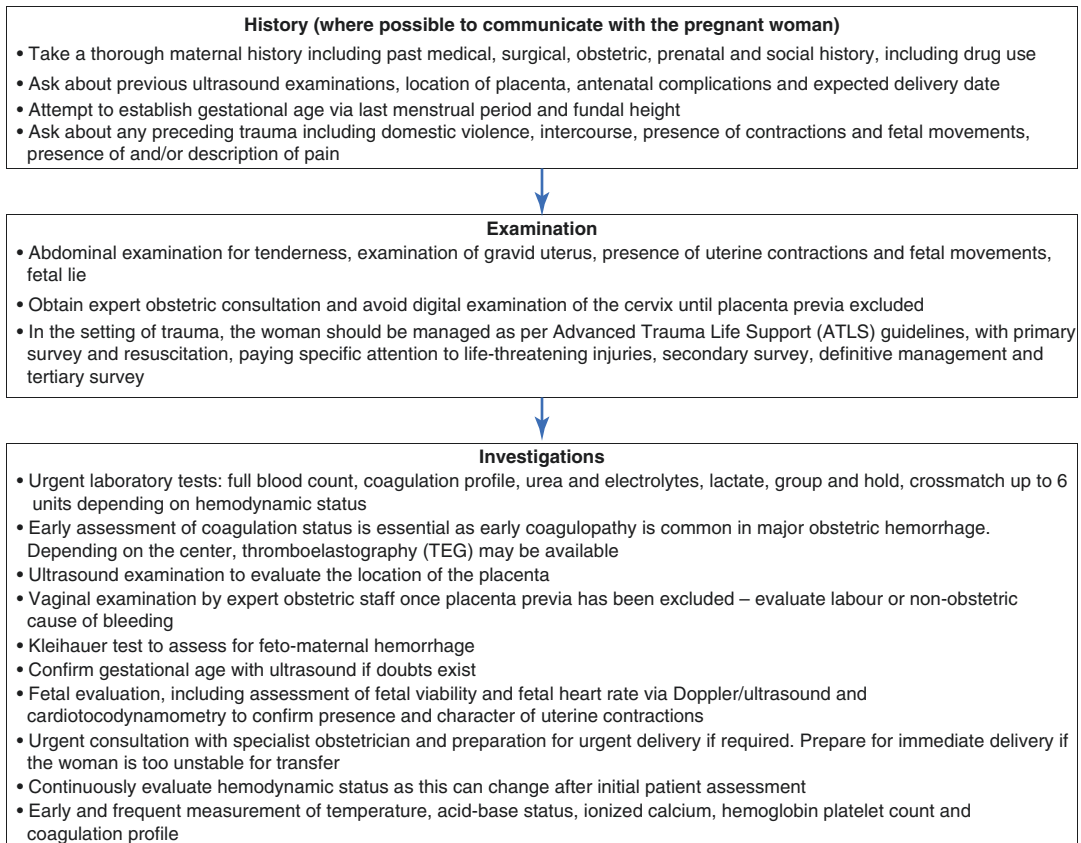 History (where possible to communicate with the pregnant woman)
• Take a thorough maternal history including past medical, surgical, obstetric, prenatal and social history, including drug use
• Ask about previous ultrasound examinations, location of placenta, antenatal complications and expected delivery date
• Attempt to establish gestational age via last menstrual period and fundal height
• Ask about any preceding trauma including domestic violence, intercourse, presence of contractions and fetal movements,
presence of and/or description of pain
Examination
• Abdominal examination for tenderness, examination of gravid uterus, presence of uterine contractions and fetal movements,
fetal lie
• Obtain expert obstetric consultation and avoid digital examination of the cervix until placenta previa excluded
• In the setting of trauma, the woman should be managed as per Advanced Trauma Life Support (ATLS) guidelines, with primary
survey and resuscitation, paying specific attention to life-threatening injuries, secondary survey, definitive management and
tertiary survey
Investigations
• Urgent laboratory tests: full blood count, coagulation profile, urea and electrolytes, lactate, group and hold, crossmatch up to 6
units depending on hemodynamic status
• Early assessment of coagulation status is essential as early coagulopathy is common in major obstetric hemorrhage.
Depending on the center, thromboelastography (TEG) may be available
• Ultrasound examination to evaluate the location of the placenta
• Vaginal examination by expert obstetric staff once placenta previa has been excluded – evaluate labour or non-obstetric
cause of bleeding
• Kleihauer test to assess for feto-maternal hemorrhage
• Confirm gestational age with ultrasound if doubts exist
• Fetal evaluation, including assessment of fetal viability and fetal heart rate via Doppler/ultrasound and
cardiotocodynamometry to confirm presence and character of uterine contractions
• Urgent consultation with specialist obstetrician and preparation for urgent delivery if required. Prepare for immediate delivery if
the woman is too unstable for transfer
• Continuously evaluate hemodynamic status as this can change after initial patient assessment
• Early and frequent measurement of temperature, acid-base status, ionized calcium, hemoglobin platelet count and
coagulation profile